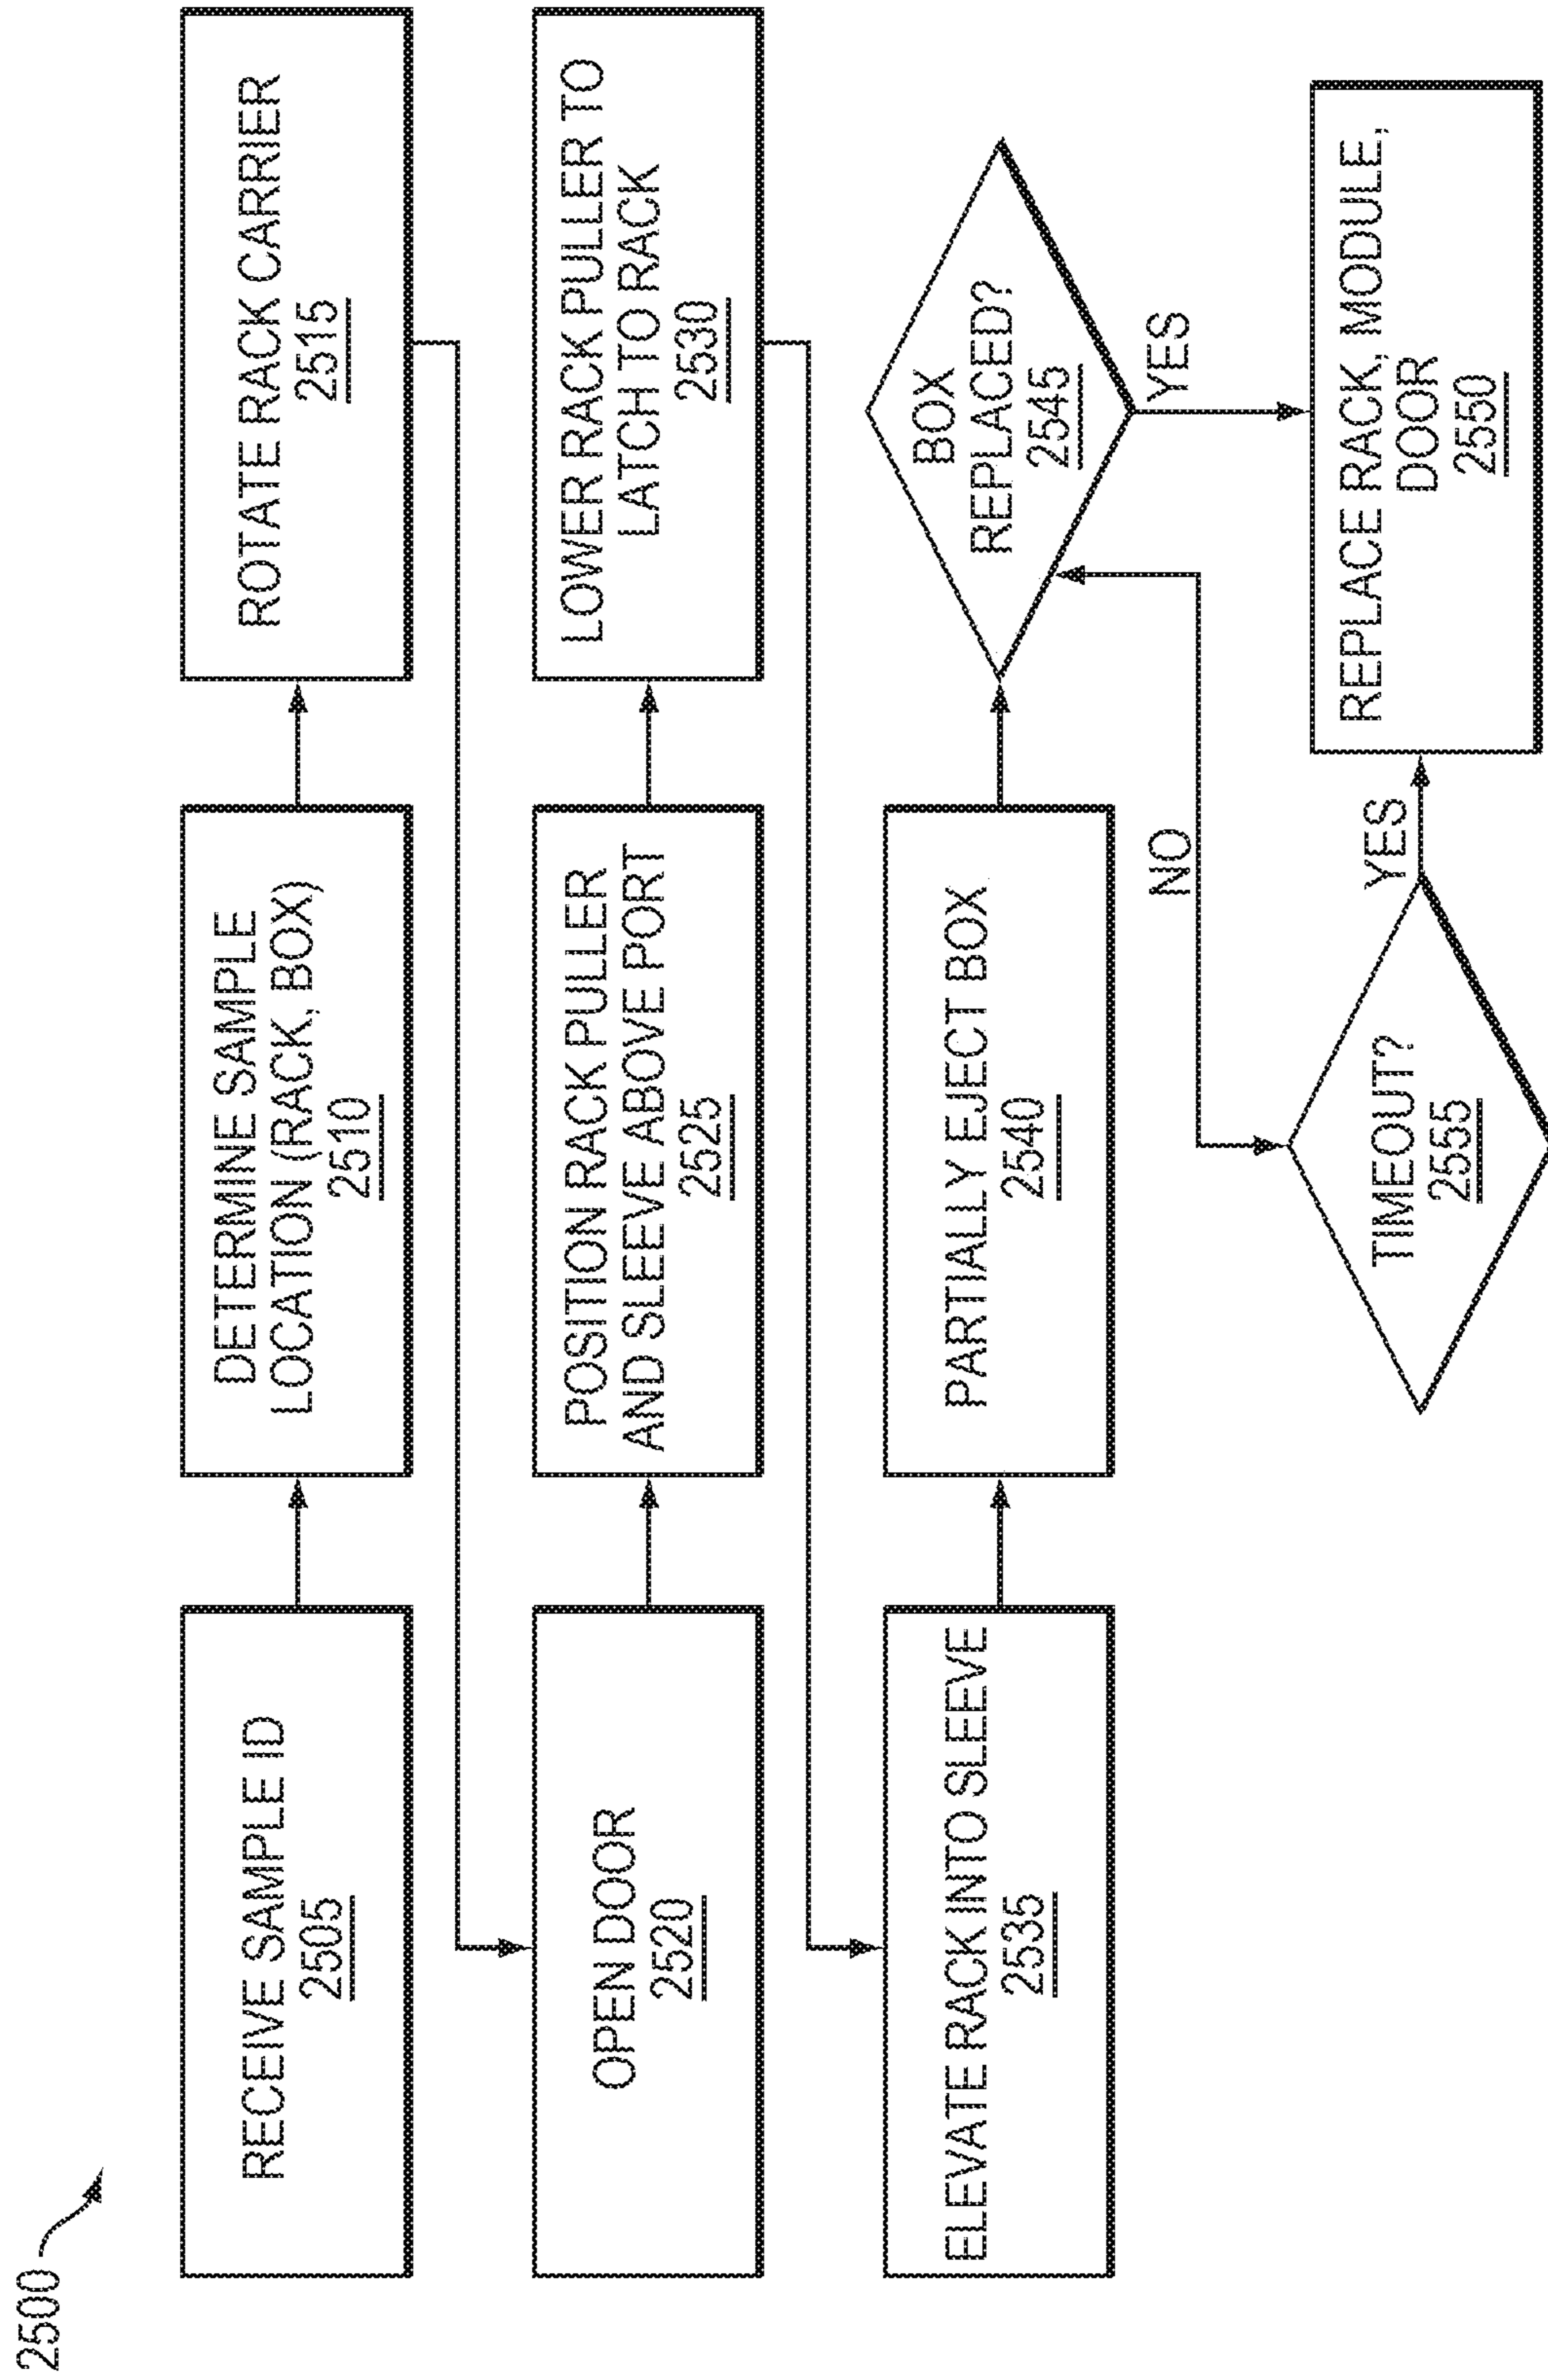 2500
RECEIVE SAMPLE ID
2505
DETERMINE SAMPLE
LOCATION (RACK, BOX)
2510
ROTATE RACK CARRIER
2515
OPEN DOOR
2520
POSITION RACK PULLER
AND SLEEVE ABOVE PORT
2525
LOWER RACK PULLER TO
LATCH TO RACK
2530
ELEVATE RACK INTO SLEEVE
2535
PARTIALLY EJECT BOX
2540
BOX
REPLACED?
2545
NO
YES
TIMEOUT?
2555
YES
REPLACE RACK, MODULE,
DOOR
2550